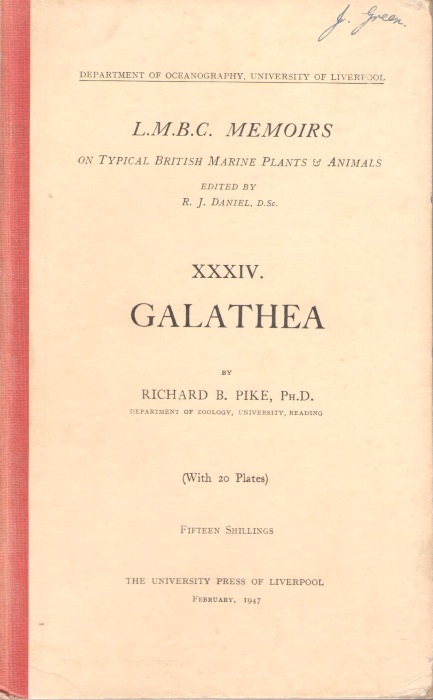 J. Green.
DEPARTMENT OF OCEANOGRAPHY, UNIVERSITY OF LIVERPOOL
L.M.B.C. MEMOIRS
ON TYPICAL BRITISH MARINE PLANTS & ANIMALS
EDITED BY
R. J. DANIEL, D.Sc.
XXXIV.
GALATHEA
BY
RICHARD B. PIKE, PH.D.
DEPARTMENT OF ZOOLOGY, UNIVERSITY, READING
(With 20 Plates)
FIFTEEN SHILLINGS
THE UNIVERSITY PRESS OF LIVERPOOL
FEBRUARY, 1947